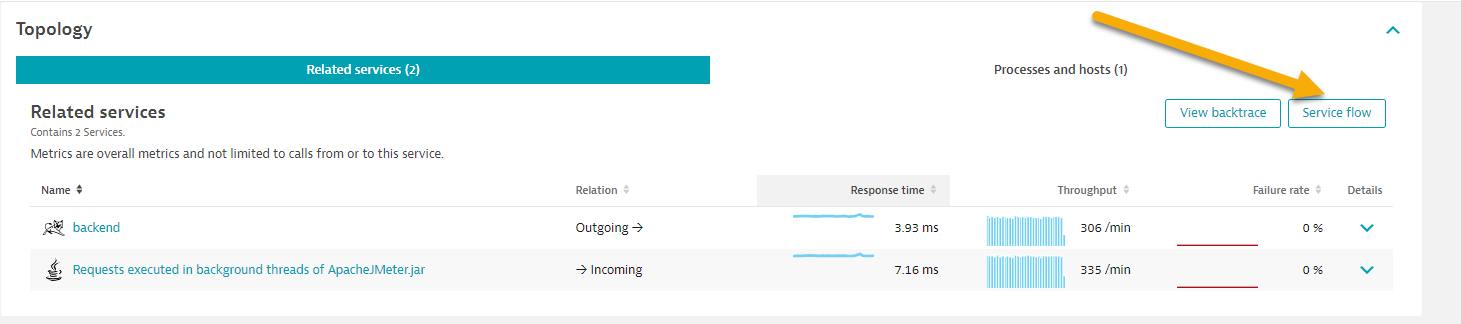 Topology
Related services (2)
Processes and hosts (1)
Related services
View backtrace
Service flow
Contains 2 Services.
Metrics are overall metrics and not limited to calls from or to this service.
Name Relation Response time Throughput Failure rate Details
backend Outgoing → 3.93 ms 306 /min 0 %
Requests executed in background threads of ApacheJMeter.jar → Incoming 7.16 ms 335 /min 0 %